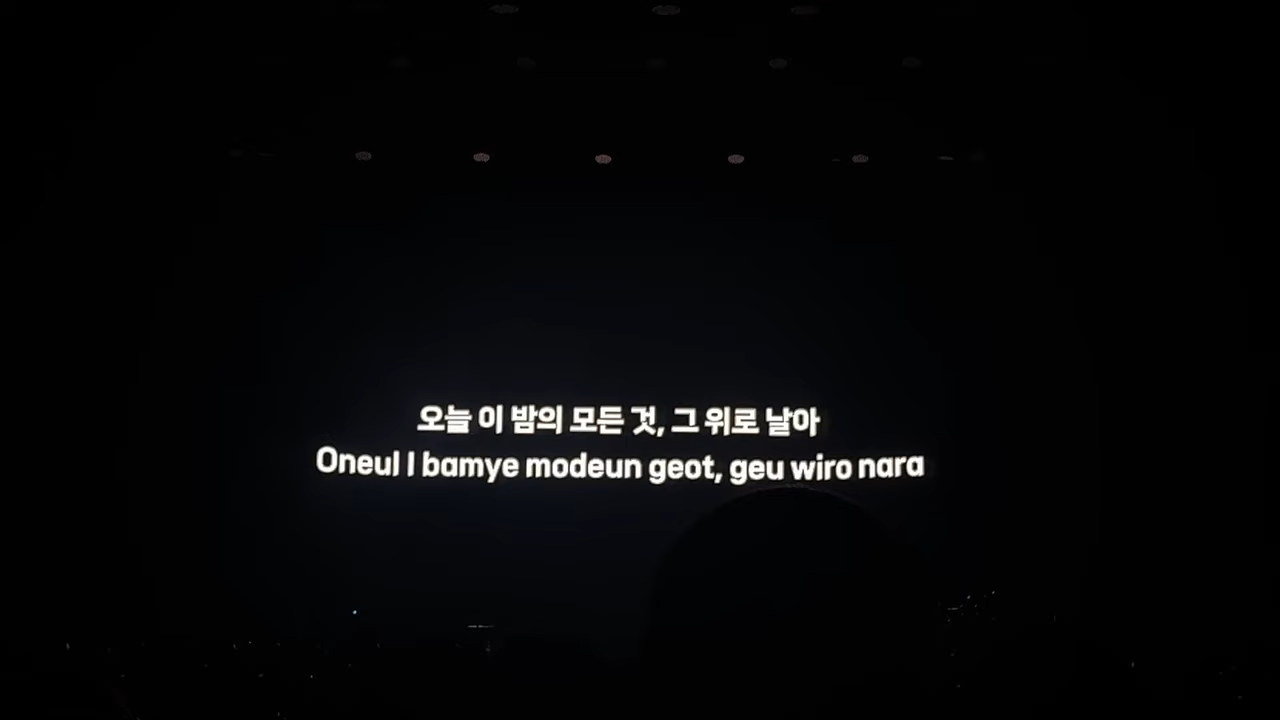 오늘 이 밤의 모든 것, 그 위로 날아
Oneul I bamye modeun geot, geu wiro nara